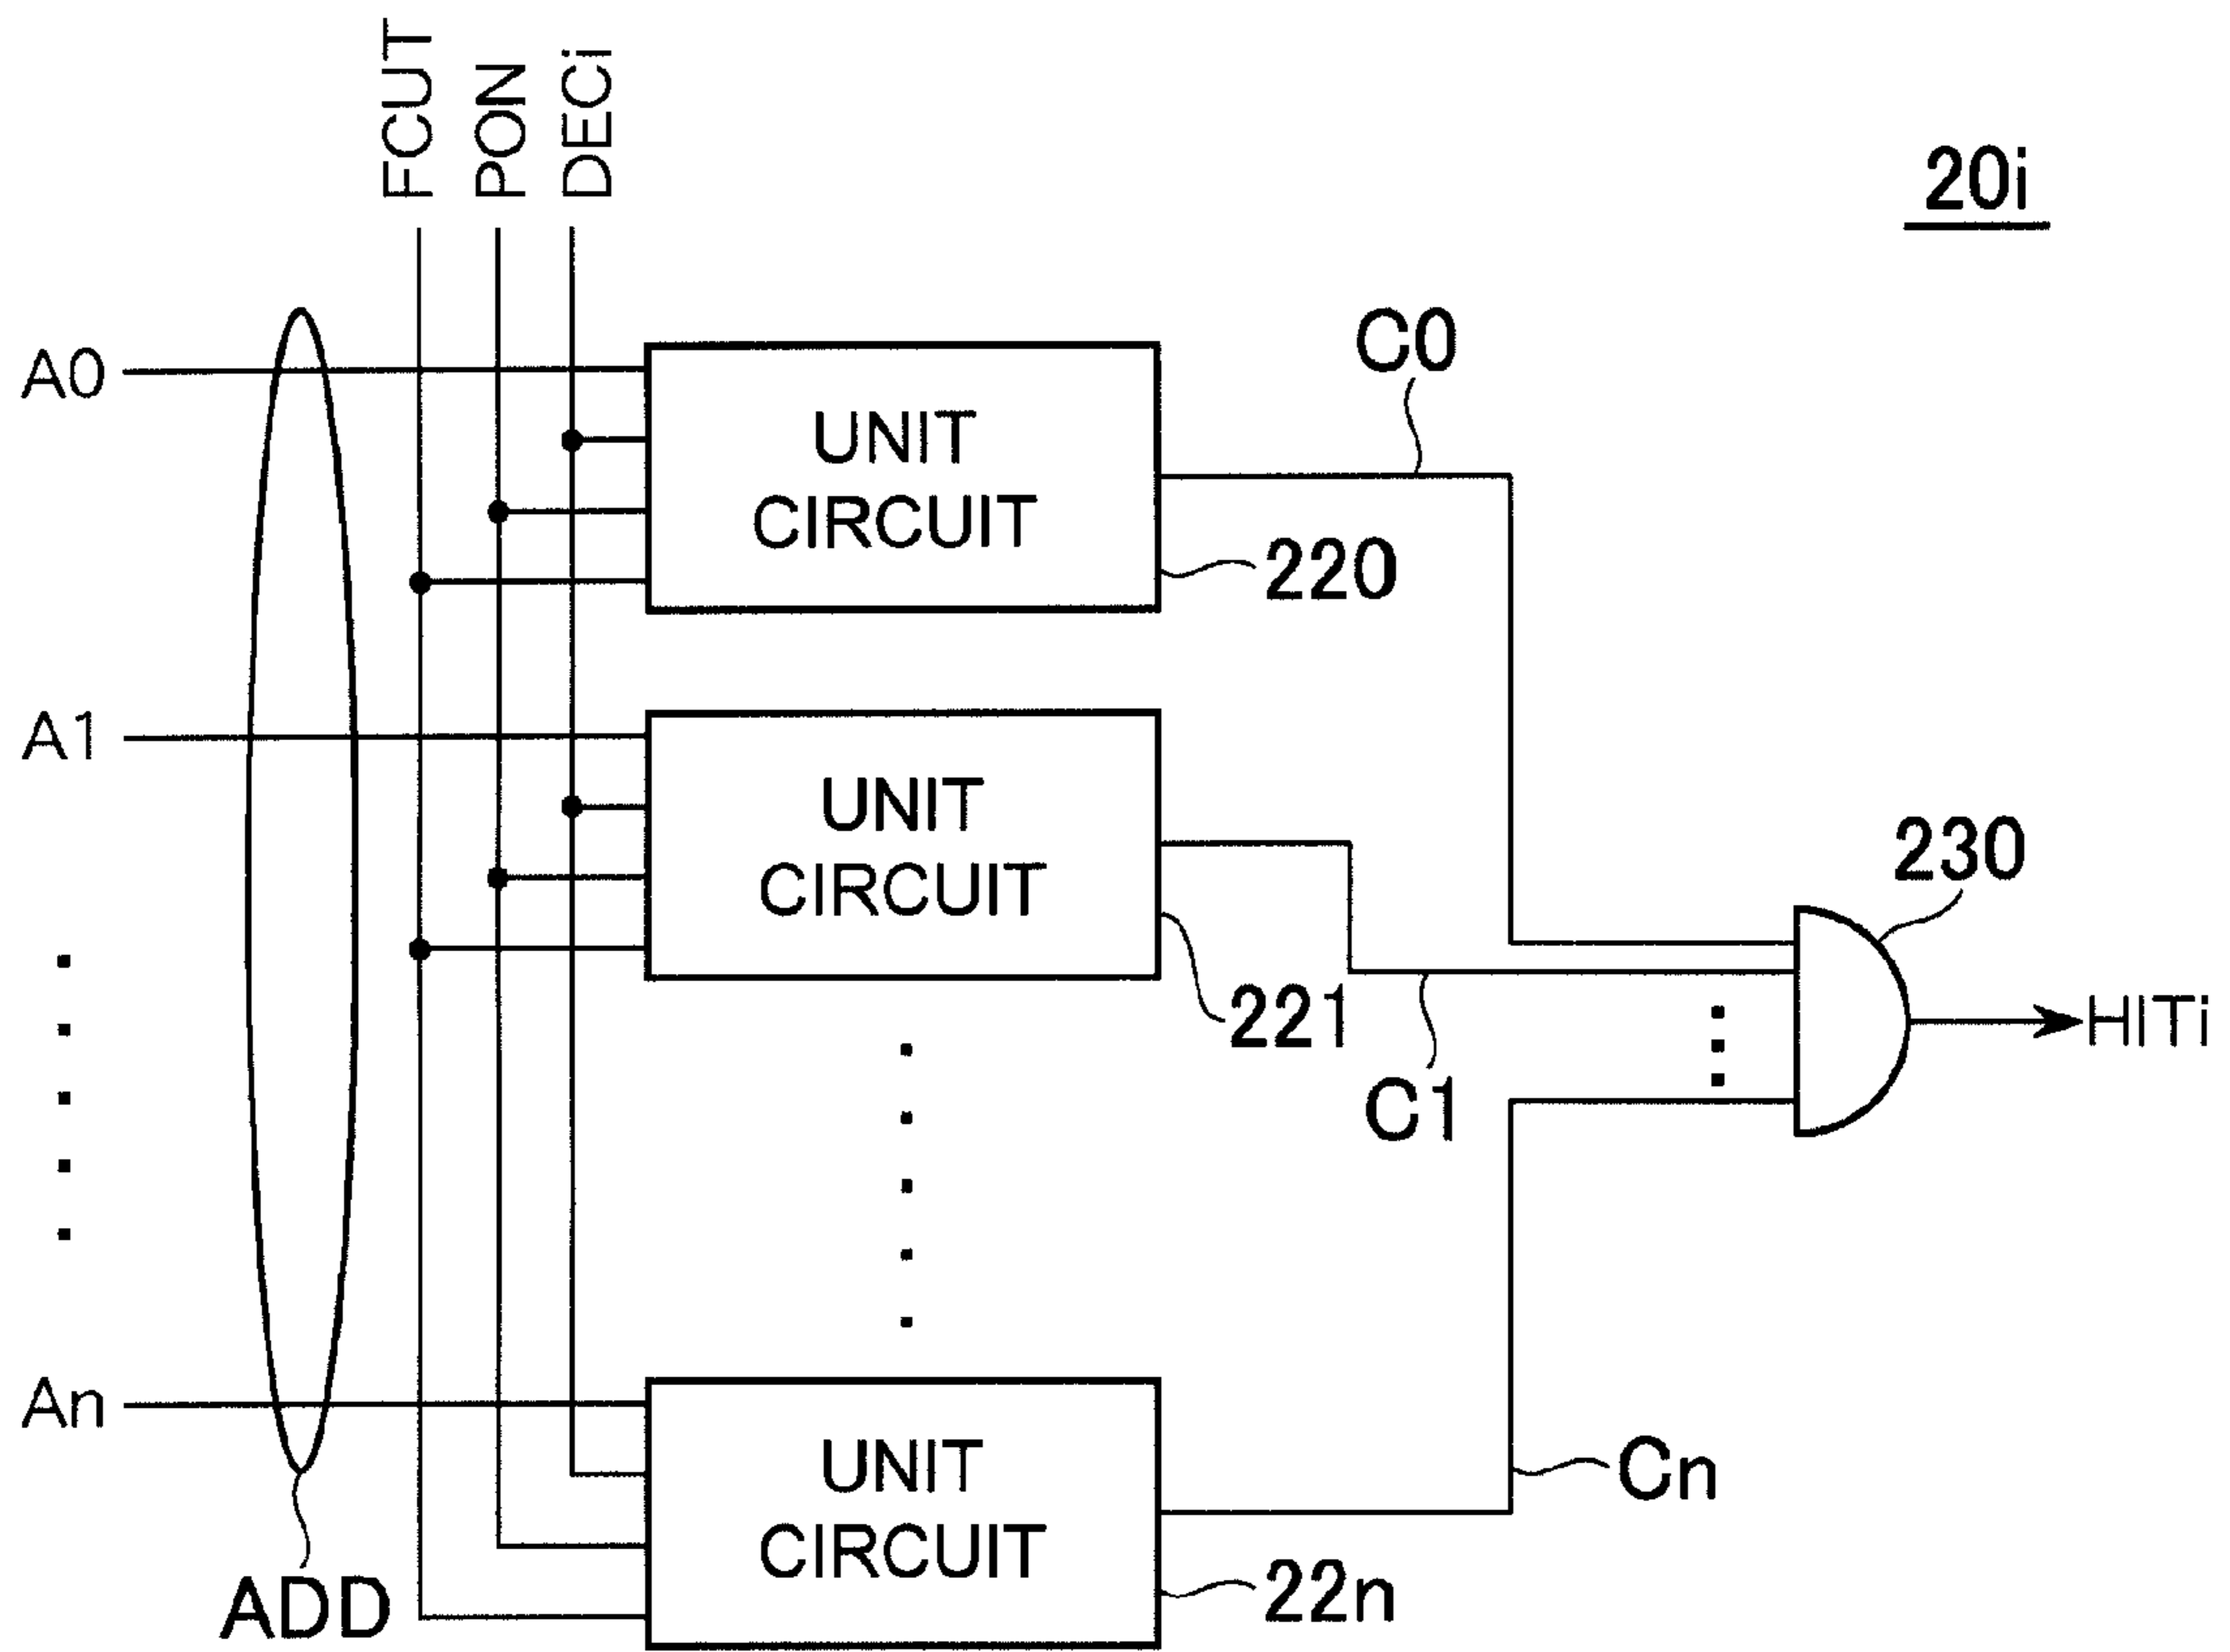 FCUT
PON
DECi
20i
A0
UNIT
CIRCUIT
C0
220
A1
UNIT
CIRCUIT
221
C1
230
HITi
An
UNIT
CIRCUIT
Cn
22n
ADD